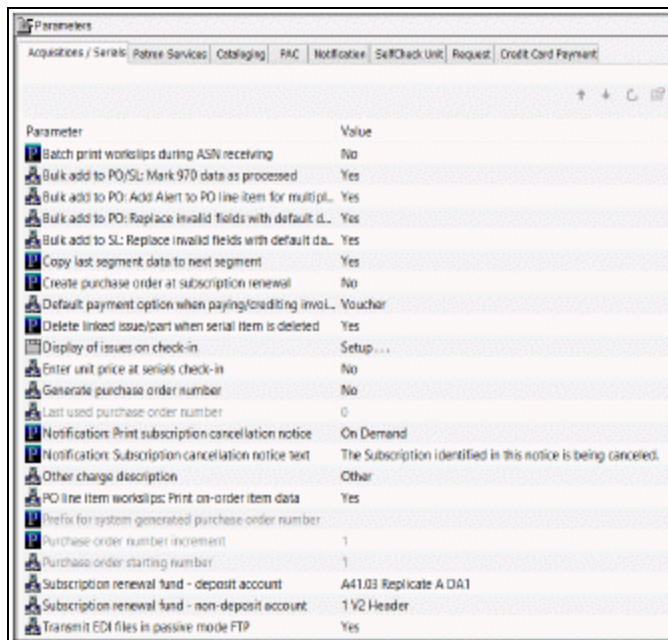 Parameters
Acquisitions / Serials Patron Services Cataloging PAC Notification SelfCheck Unit Request Credit Card Payment
Parameter Value
Batch print workslips during ASN receiving No
Bulk add to PO/SL: Mark 970 data as processed Yes
Bulk add to PO: Add Alert to PO line item for multipl... Yes
Bulk add to PO: Replace invalid fields with default d... Yes
Bulk add to SL: Replace invalid fields with default da... Yes
Copy last segment data to next segment Yes
Create purchase order at subscription renewal No
Default payment option when paying/crediting invoi... Voucher
Delete linked issue/part when serial item is deleted Yes
Display of issues on check-in Setup...
Enter unit price at serials check-in No
Generate purchase order number No
Last used purchase order number 0
Notification: Print subscription cancellation notice On Demand
Notification: Subscription cancellation notice text The Subscription identified in this notice is being canceled.
Other charge description Other
PO line item workslips: Print on-order item data Yes
Prefix for system generated purchase order number
Purchase order number increment 1
Purchase order starting number 1
Subscription renewal fund - deposit account A41.03 Replicate A DA1
Subscription renewal fund - non-deposit account 1 V2 Header
Transmit EDI files in passive mode FTP Yes